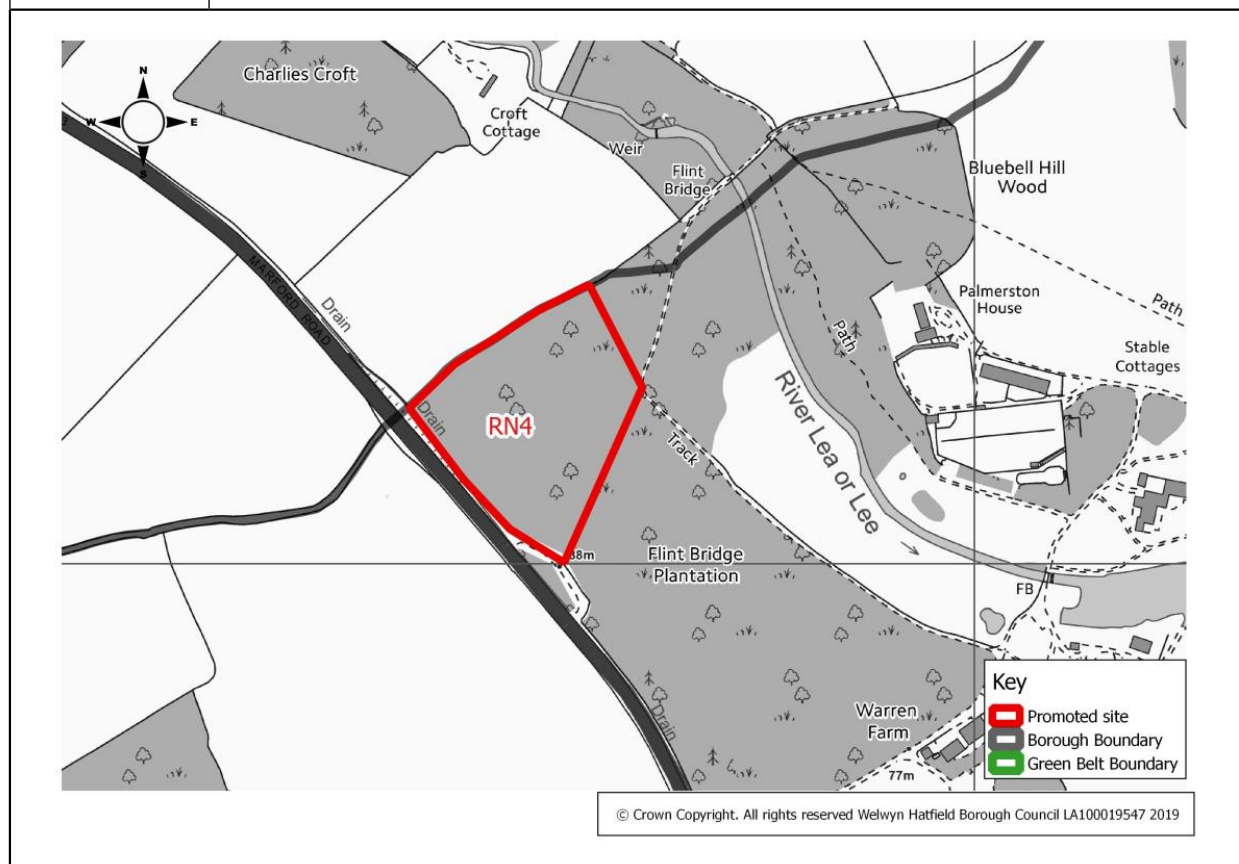 Charlies Croft
N
W
E
S
Croft
Cottage
Weir
Flint
Bridge
Bluebell Hill
Wood
MARFORD ROAD
Drain
Palmerston
House
Path
Path
Stable
Cottages
Drain
RN4
Track
River Lea or Lee
88m
Flint Bridge
Plantation
FB
Drain
Warren
Farm
77m
Key
Promoted site
Borough Boundary
Green Belt Boundary
© Crown Copyright. All rights reserved Welwyn Hatfield Borough Council LA100019547 2019